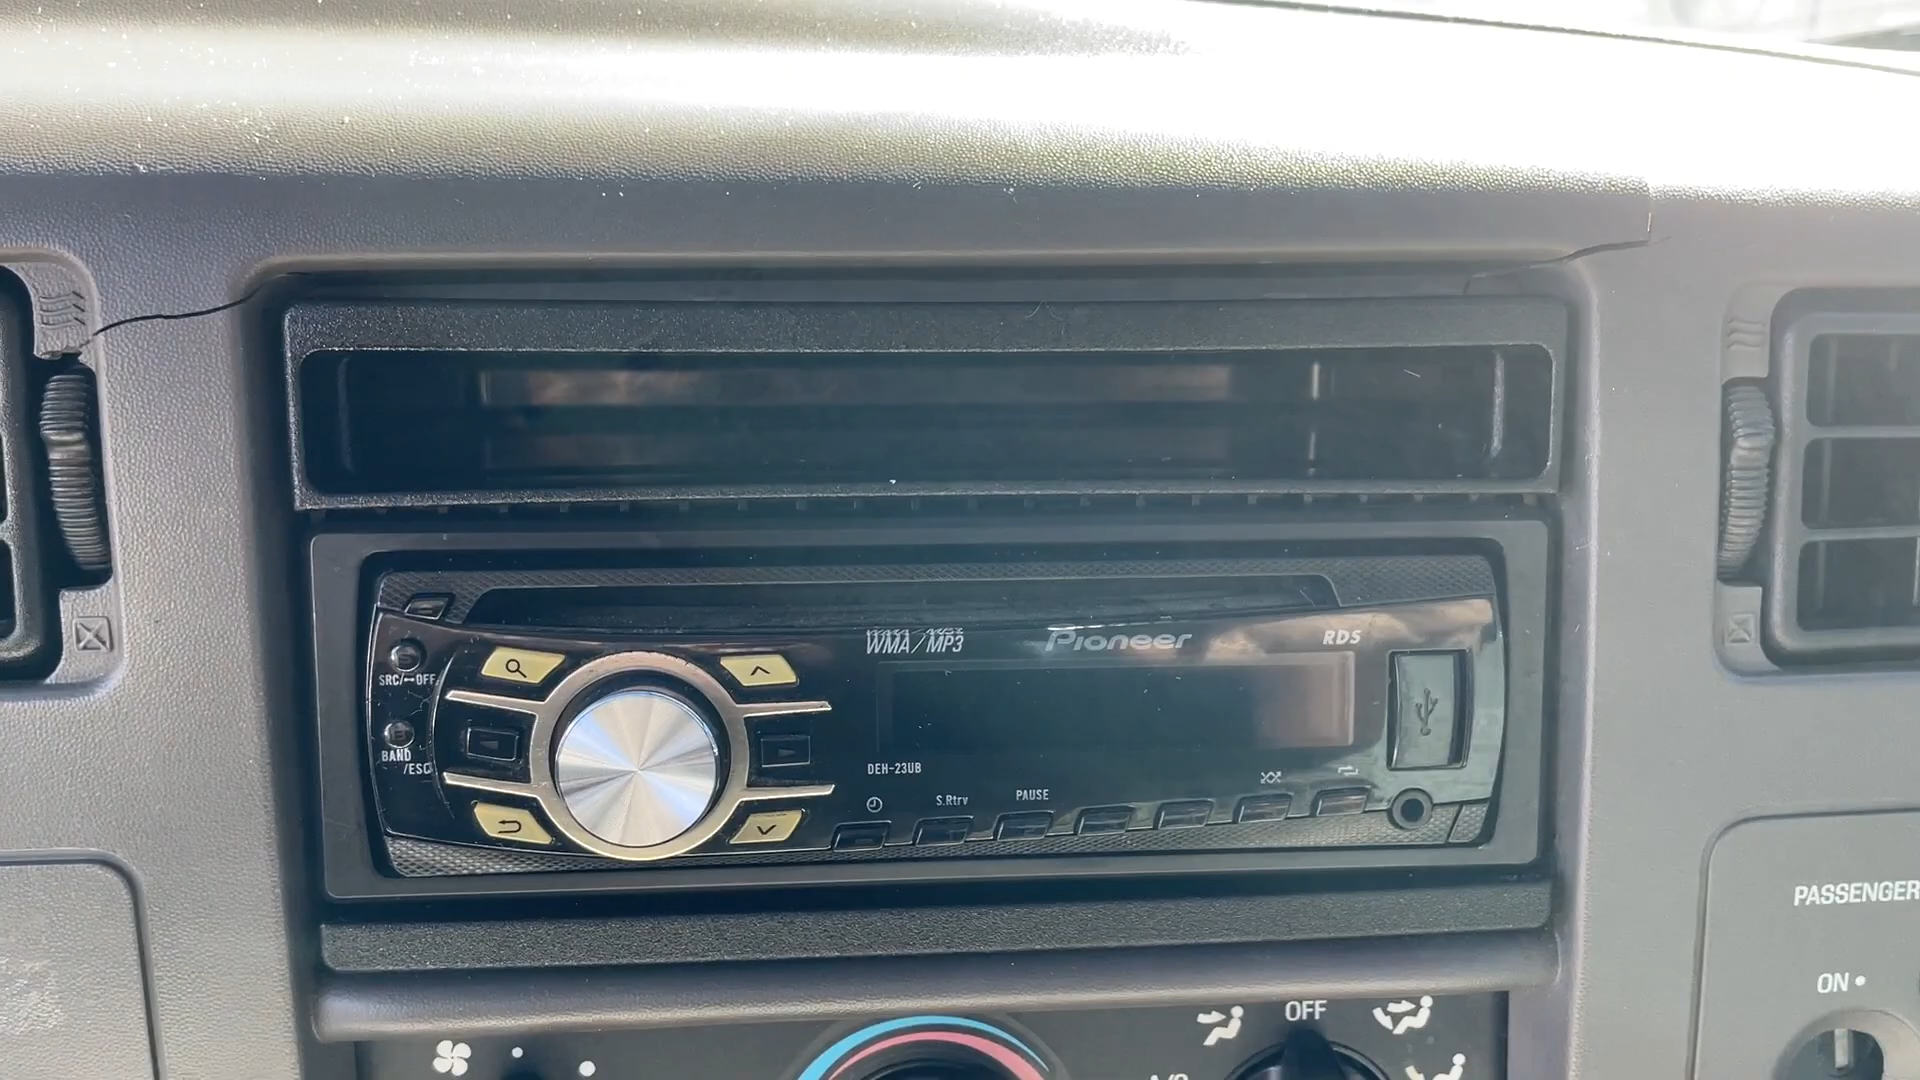 WMA/MP3
Pioneer
RDS
SRC/OFF
BAND
/ESC
DEH-23UB
S.Rtrv
PAUSE
PASSENGER
ON •
OFF